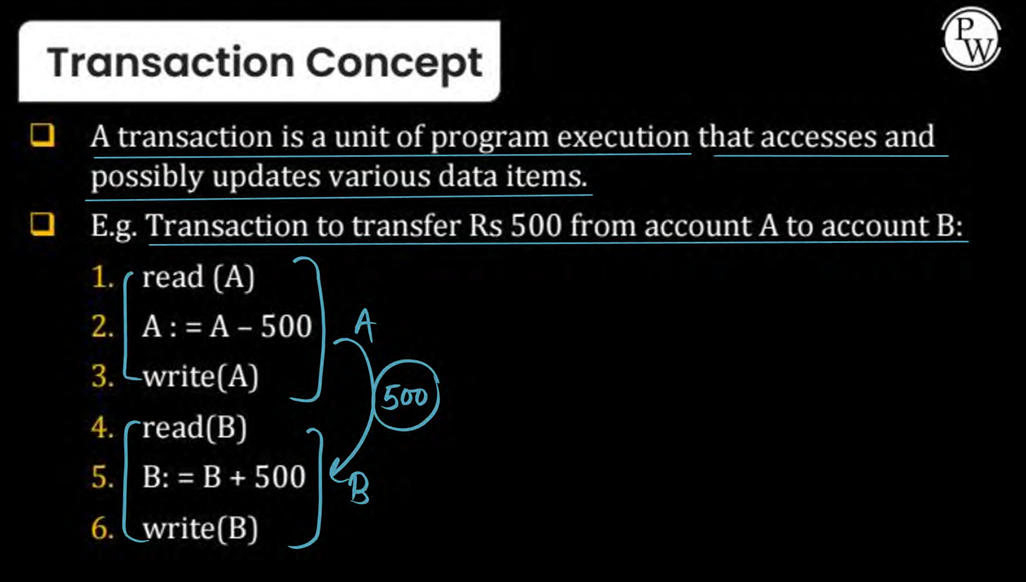 Transaction Concept
PW
A transaction is a unit of program execution that accesses and
possibly updates various data items.
E.g. Transaction to transfer Rs 500 from account A to account B:
1. read (A)
2. A : = A – 500
A
3. write(A)
500
4. read(B)
5. B: = B + 500
B
6. write(B)